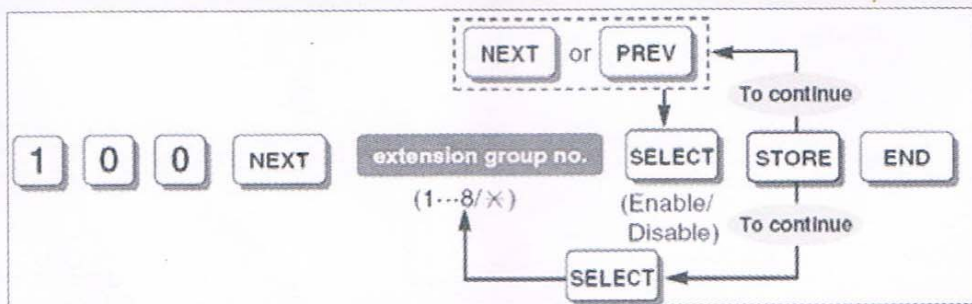 NEXT or PREV
To continue
1 0 0 NEXT extension group no. SELECT STORE END
(1···8/✕)
(Enable/
Disable)
To continue
SELECT